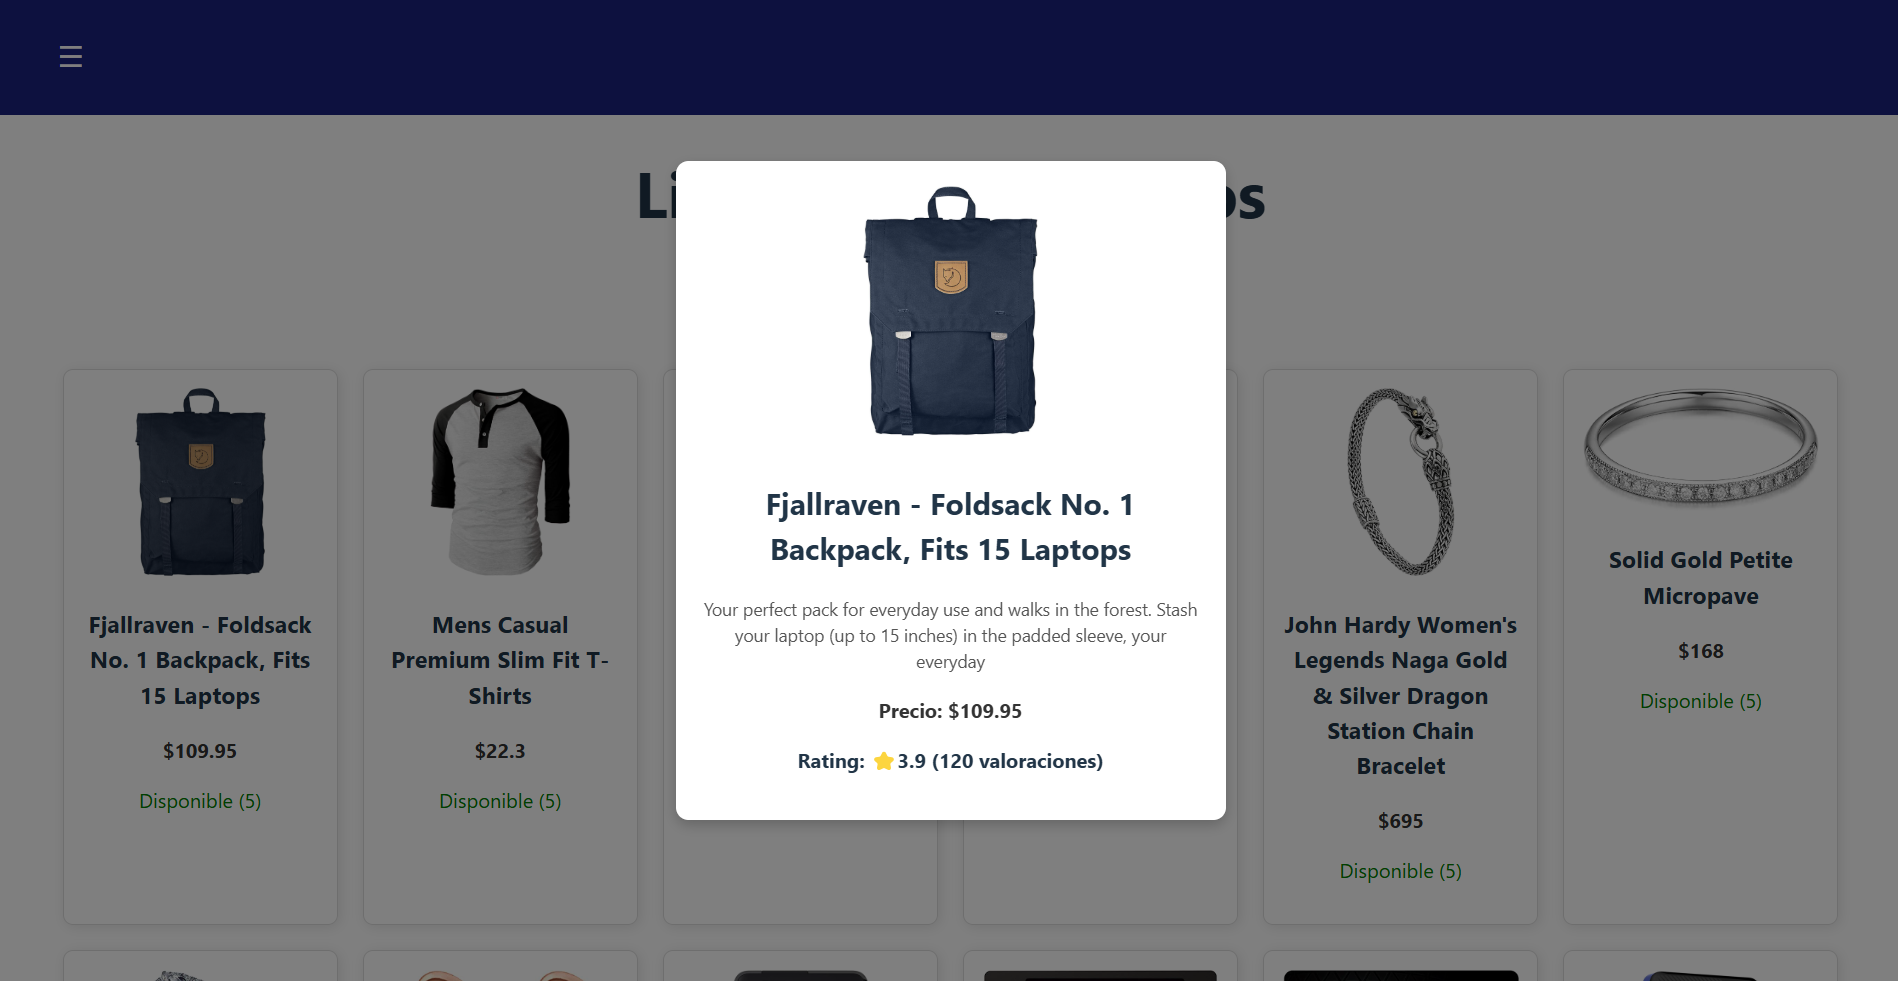 Fjallraven - Foldsack No. 1
Backpack, Fits 15 Laptops
Your perfect pack for everyday use and walks in the forest. Stash
your laptop (up to 15 inches) in the padded sleeve, your
everyday
Precio: $109.95
Rating: ⭐3.9 (120 valoraciones)
Fjallraven - Foldsack
No. 1 Backpack, Fits
15 Laptops
$109.95
Disponible (5)
Mens Casual
Premium Slim Fit T-
Shirts
$22.3
Disponible (5)
John Hardy Women's
Legends Naga Gold
& Silver Dragon
Station Chain
Bracelet
$695
Disponible (5)
Solid Gold Petite
Micropave
$168
Disponible (5)